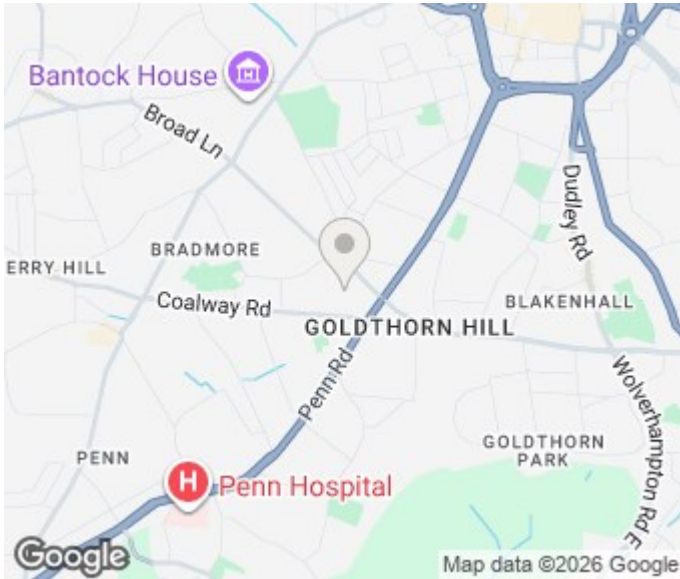 Bantock House
Broad Ln
Dudley Rd
BRADMORE
ERRY HILL
Coalway Rd
BLAKENHALL
GOLDTHORN HILL
Penn Rd
Wolverhampton Rd E
GOLDTHORN
PARK
PENN
Penn Hospital
H
Google
Map data ©2026 Google